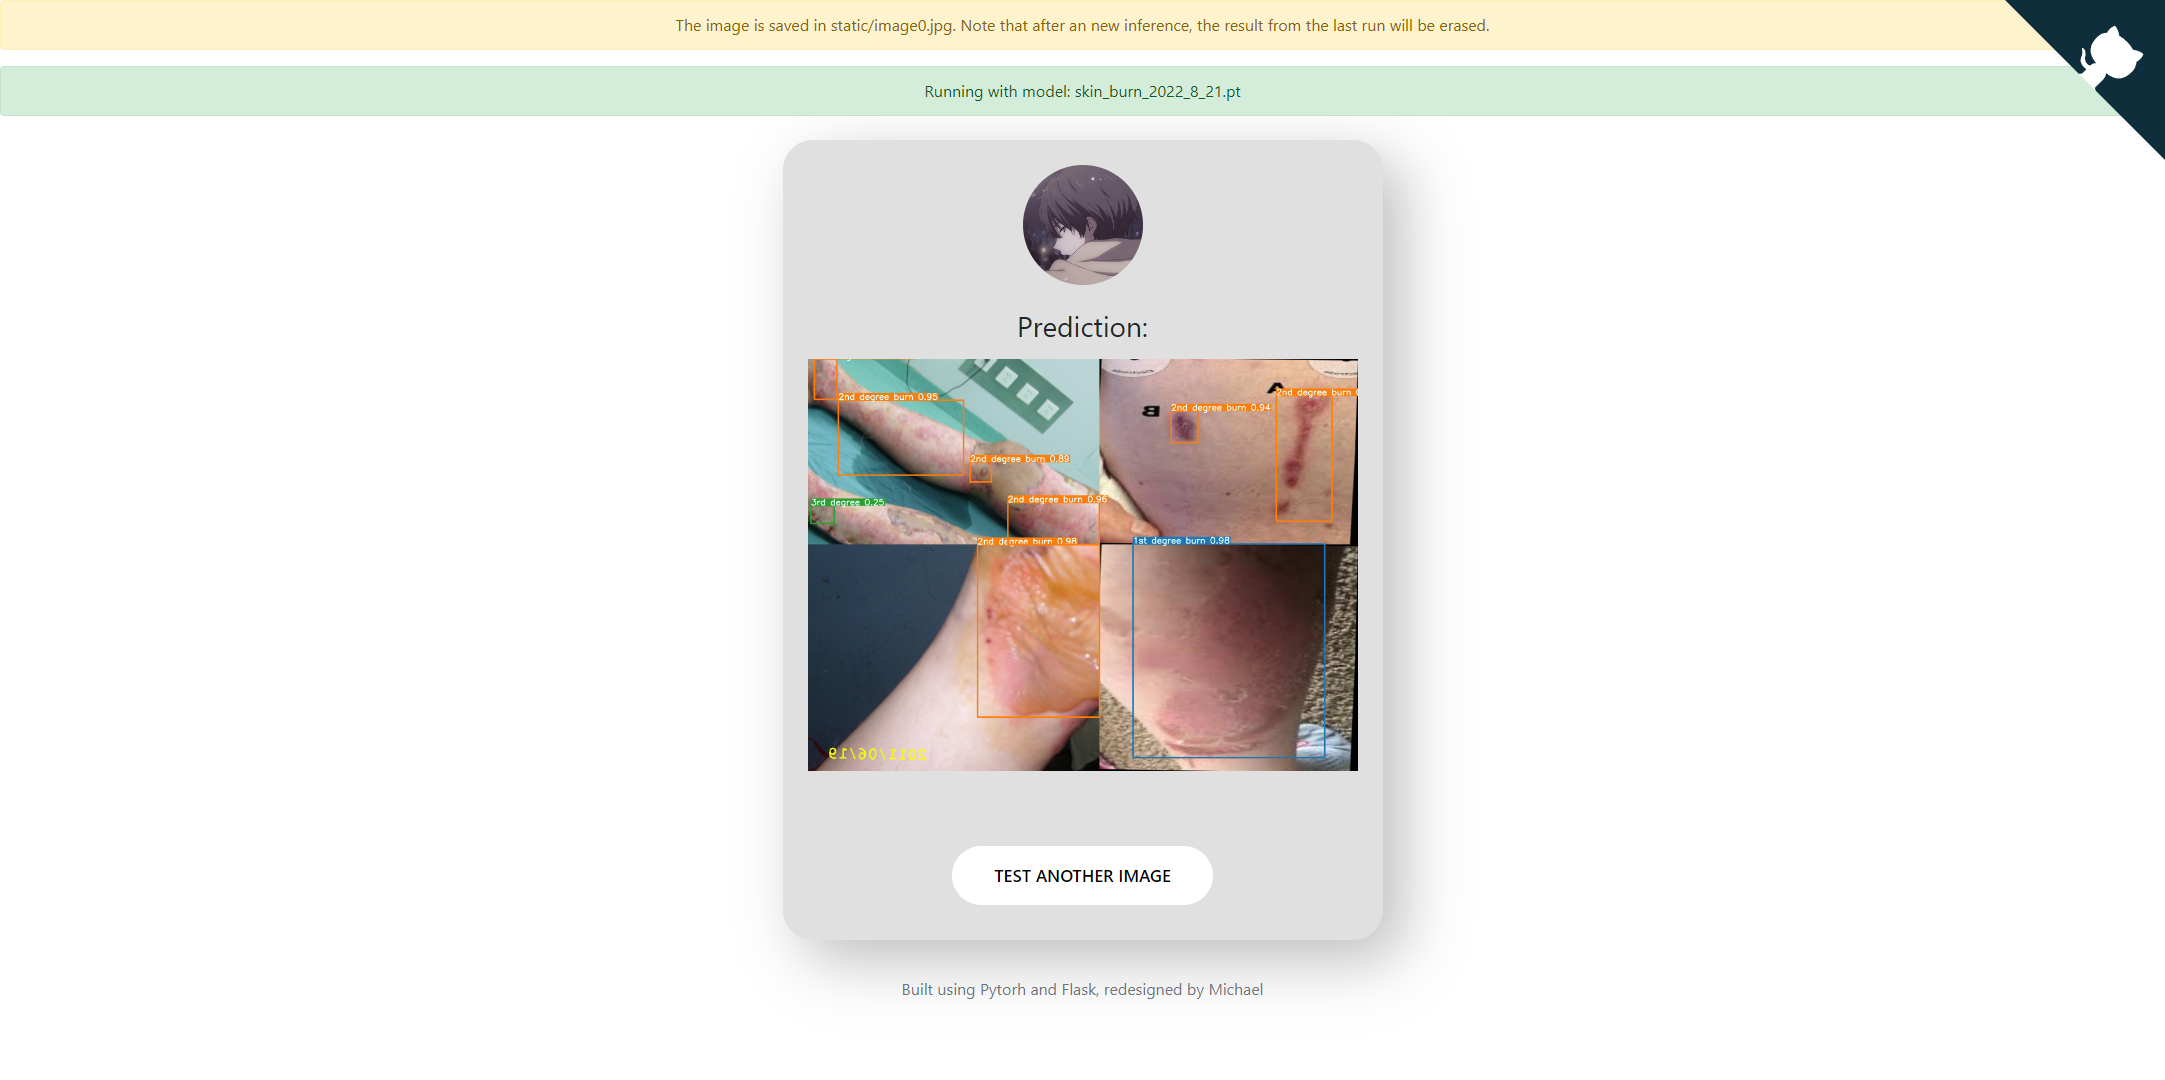 The image is saved in static/image0.jpg. Note that after an new inference, the result from the last run will be erased.
Running with model: skin_burn_2022_8_21.pt
Prediction:
2nd degree burn 0.95
2nd degree burn
2nd degree burn 0.94
A
B
2nd degree burn 0.89
2nd degree burn 0.96
3rd degree 0.25
2nd degree burn 0.98
1st degree burn 0.98
2011/06/19
TEST ANOTHER IMAGE
Built using Pytorh and Flask, redesigned by Michael